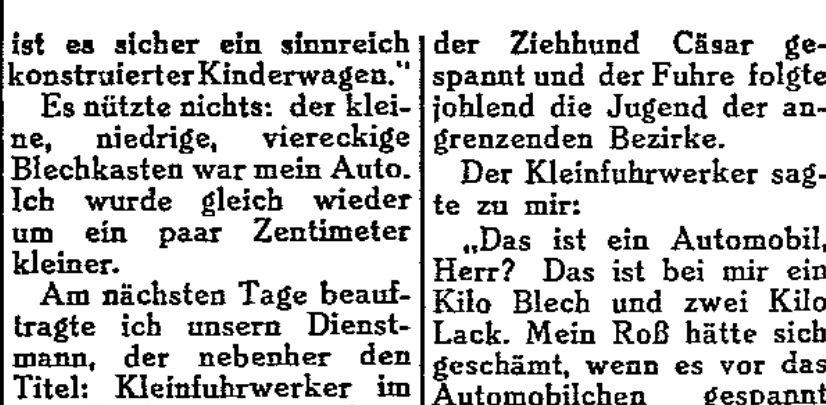 ist es sicher ein sinnreich
konstruierter Kinderwagen."
Es nützte nichts: der klei-
ne, niedrige, viereckige
Blechkasten war mein Auto.
Ich wurde gleich wieder
um ein paar Zentimeter
kleiner.
Am nächsten Tage beauf-
tragte ich unsern Dienst-
mann, der nebenher den
Titel: Kleinfuhrwerker im
der Ziehhund Cäsar ge-
spannt und der Fuhre folgte
johlend die Jugend der an-
grenzenden Bezirke.
Der Kleinfuhrwerker sag-
te zu mir:
„Das ist ein Automobil,
Herr? Das ist bei mir ein
Kilo Blech und zwei Kilo
Lack. Mein Roß hätte sich
geschämt, wenn es vor das
Automobilchen gespannt